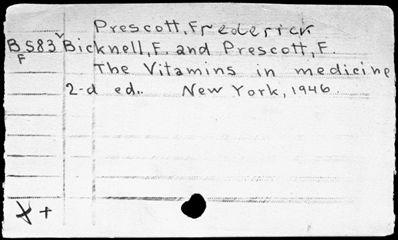 Prescott, Frederick
BS83 Bicknell, F. and Prescott, F.
F
The Vitamins in medicine
2-d ed.. New York, 1946.